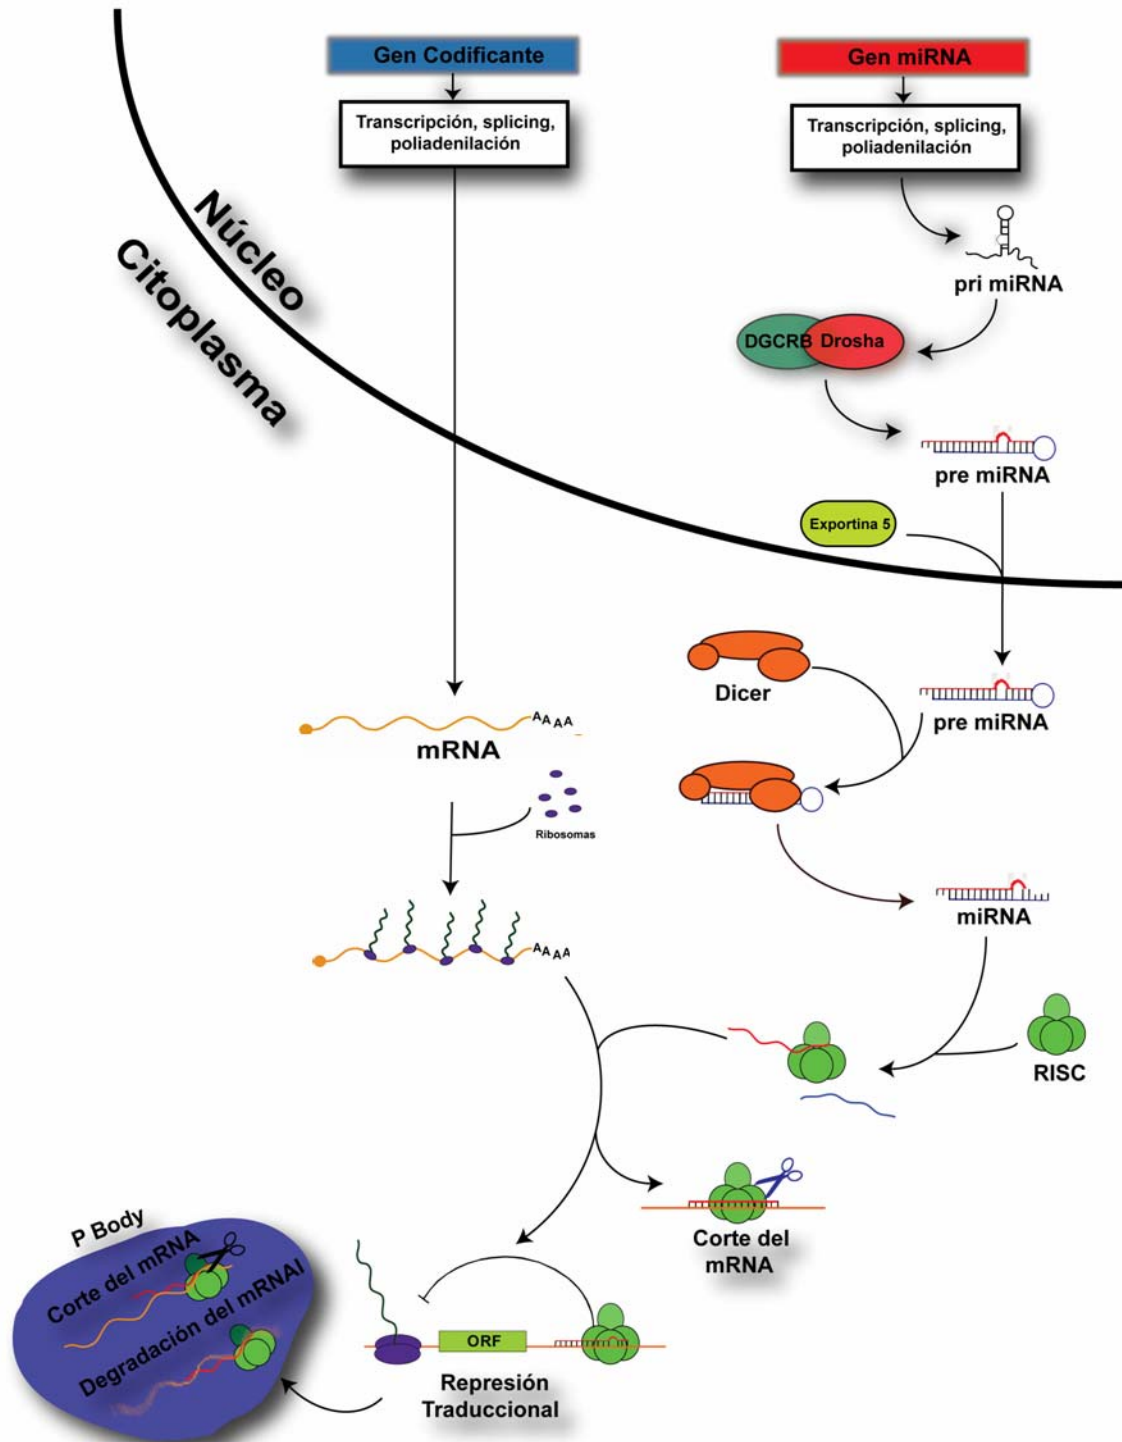 Gen Codificante
Transcripción, splicing,
poliadenilación
Gen miRNA
Transcripción, splicing,
poliadenilación
Núcleo
Citoplasma
pri miRNA
DGCRB Drosha
pre miRNA
Exportina 5
Dicer
pre miRNA
AAAA
mRNA
Ribosomas
miRNA
AAAA
RISC
Corte del
mRNA
P Body
Corte del mRNA
Degradación del mRNAI
ORF
Represión
Traduccional